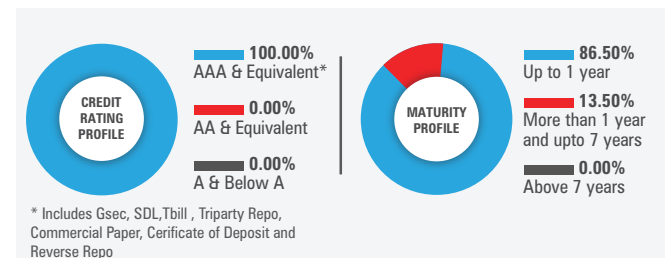 CREDIT
RATING
PROFILE
100.00%
AAA & Equivalent*
0.00%
AA & Equivalent
0.00%
A & Below A
* Includes Gsec, SDL,Tbill , Triparty Repo,
Commercial Paper, Cerificate of Deposit and
Reverse Repo
MATURITY
PROFILE
86.50%
Up to 1 year
13.50%
More than 1 year
and upto 7 years
0.00%
Above 7 years